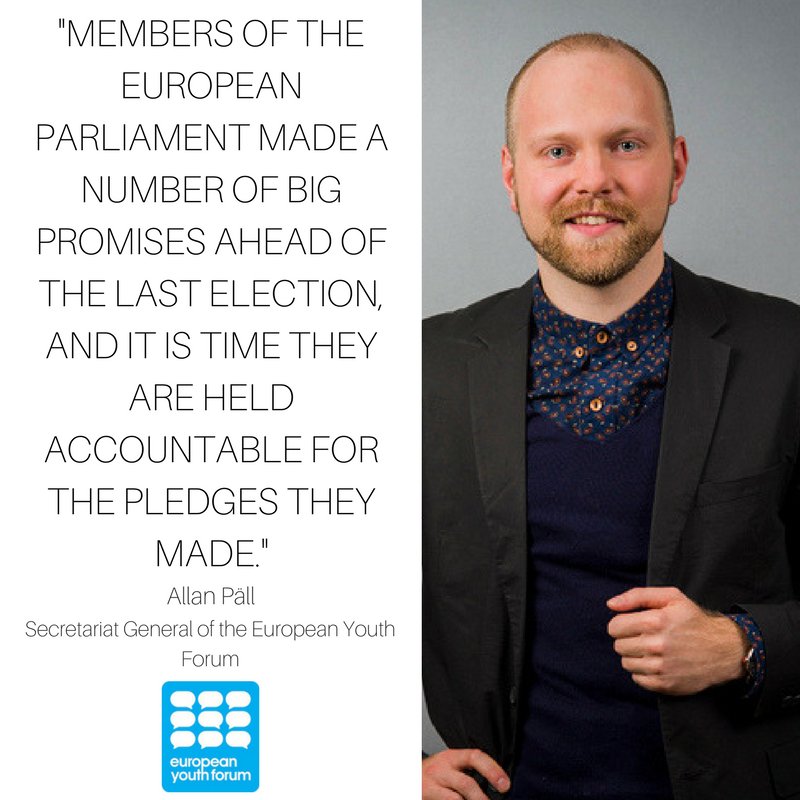 "MEMBERS OF THE
EUROPEAN
PARLIAMENT MADE A
NUMBER OF BIG
PROMISES AHEAD OF
THE LAST ELECTION,
AND IT IS TIME THEY
ARE HELD
ACCOUNTABLE FOR
THE PLEDGES THEY
MADE."
Allan Päll
Secretariat General of the European Youth
Forum
european
youth forum